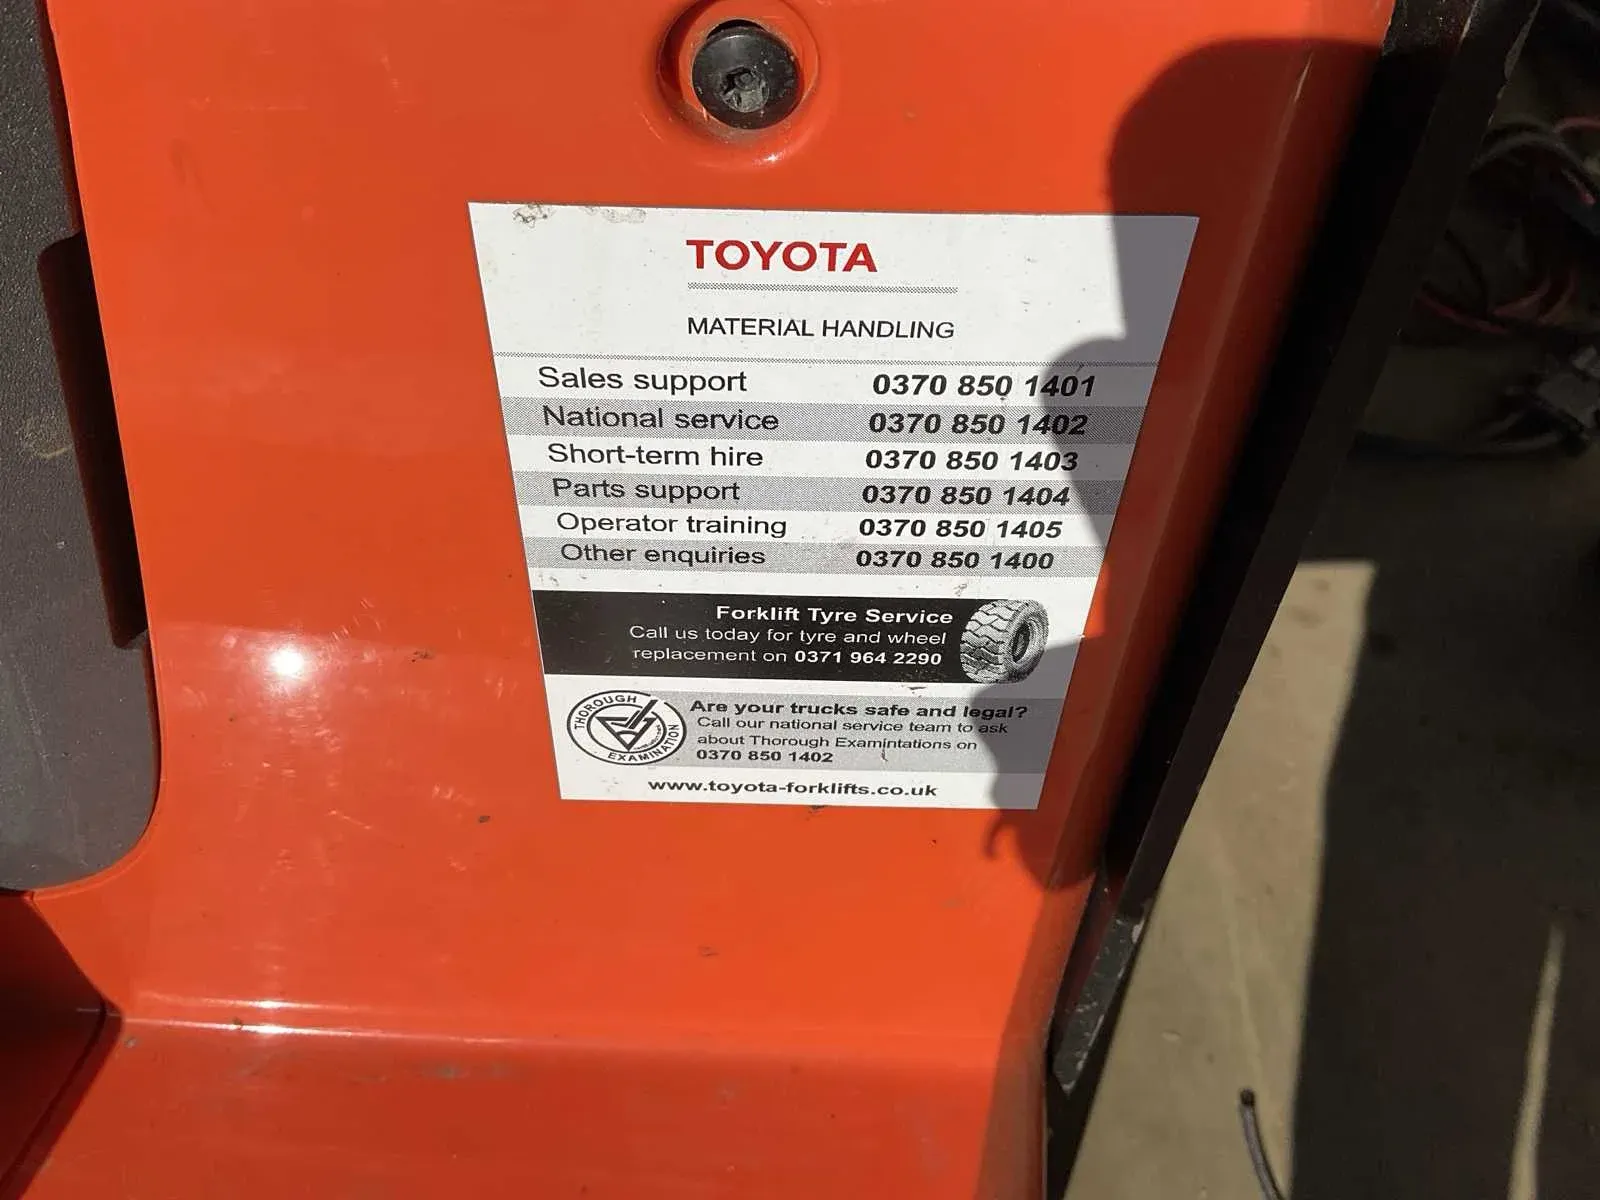 TOYOTA
MATERIAL HANDLING
Sales support 0370 850 1401
National service 0370 850 1402
Short-term hire 0370 850 1403
Parts support 0370 850 1404
Operator training 0370 850 1405
Other enquiries 0370 850 1400
Forklift Tyre Service
Call us today for tyre and wheel
replacement on 0371 964 2290
THOROUGH
EXAMINATION
Are your trucks safe and legal?
Call our national service team to ask
about Thorough Examintations on
0370 850 1402
www.toyota-forklifts.co.uk